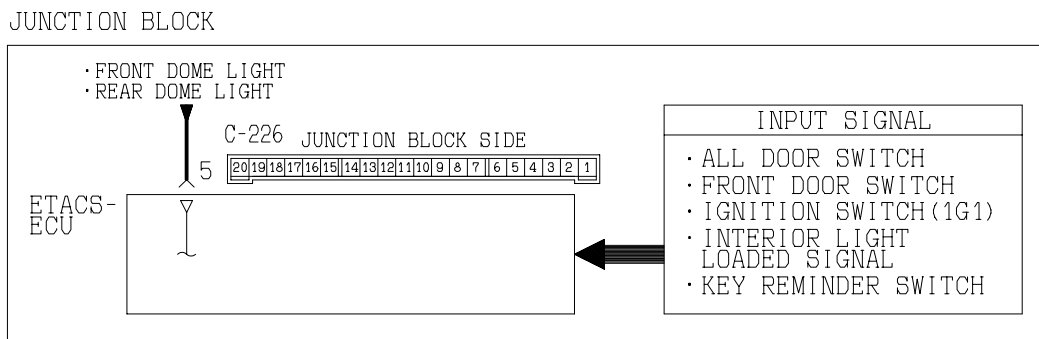 JUNCTION BLOCK
·FRONT DOME LIGHT
·REAR DOME LIGHT
C-226 JUNCTION BLOCK SIDE
5
20 19 18 17 16 15 14 13 12 11 10 9 8 7 6 5 4 3 2 1
ETACS-
ECU
INPUT SIGNAL
·ALL DOOR SWITCH
·FRONT DOOR SWITCH
·IGNITION SWITCH(1G1)
·INTERIOR LIGHT
LOADED SIGNAL
·KEY REMINDER SWITCH